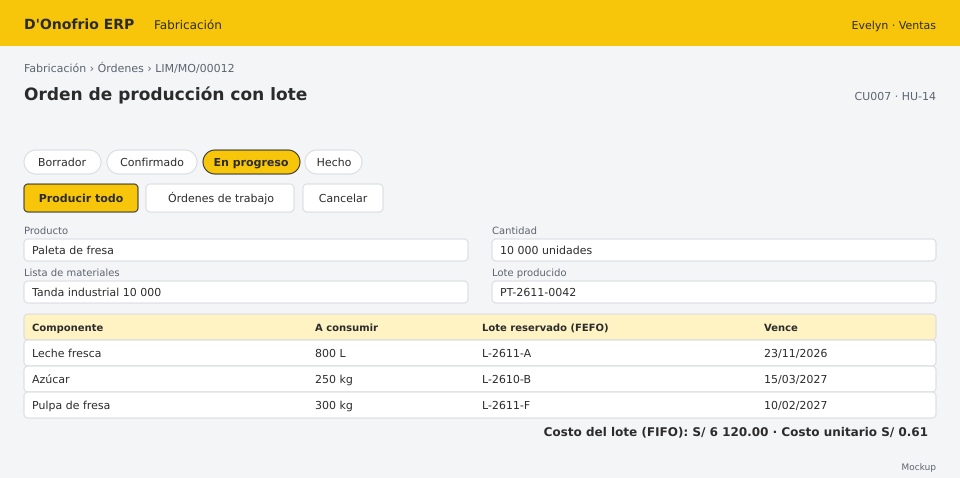 D'Onofrio ERP Fabricación Evelyn · Ventas
Fabricación › Órdenes › LIM/MO/00012
Orden de producción con lote CU007 · HU-14
Borrador Confirmado En progreso Hecho
Producir todo Órdenes de trabajo Cancelar
Producto Cantidad
Paleta de fresa 10 000 unidades
Lista de materiales Lote producido
Tanda industrial 10 000 PT-2611-0042
Componente A consumir Lote reservado (FEFO) Vence
Leche fresca 800 L L-2611-A 23/11/2026
Azúcar 250 kg L-2610-B 15/03/2027
Pulpa de fresa 300 kg L-2611-F 10/02/2027
Costo del lote (FIFO): S/ 6 120.00 · Costo unitario S/ 0.61
Mockup